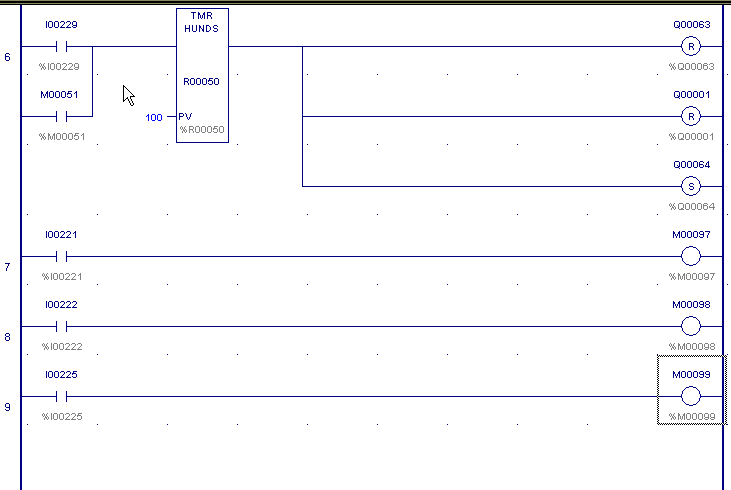 TMR
I00229 HUNDS Q00063
6 R
%I00229 R00050 %Q00063
M00051 Q00001
100 PV R
%M00051 %R00050 %Q00001
Q00064
S
%Q00064
I00221 M00097
7
%I00221 %M00097
I00222 M00098
8
%I00222 %M00098
I00225 M00099
9
%I00225 %M00099